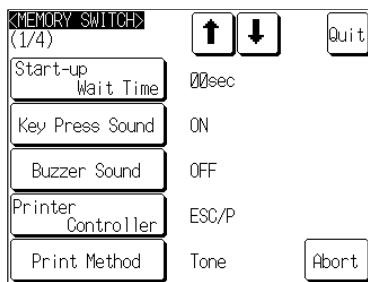 <MEMORY SWITCH>
(1/4)
Quit
Start-up
Wait Time
00sec
Key Press Sound
ON
Buzzer Sound
OFF
Printer
Controller
ESC/P
Print Method
Tone
Abort